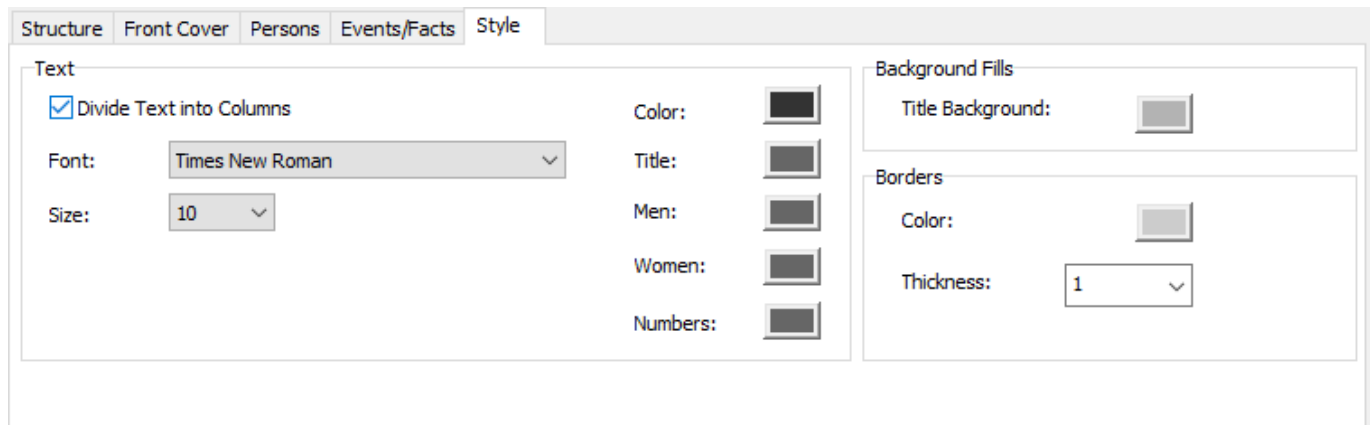 Structure Front Cover Persons Events/Facts Style
Text
Divide Text into Columns
Font: Times New Roman
Size: 10
Color:
Title:
Men:
Women:
Numbers:
Background Fills
Title Background:
Borders
Color:
Thickness: 1